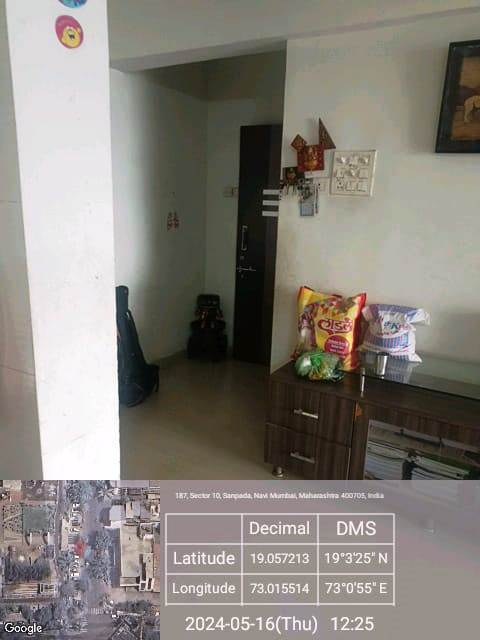 लाडला
187, Sector 10, Sanpada, Navi Mumbai, Maharashtra 400705, India
Decimal DMS
Latitude 19.057213 19°3'25" N
Longitude 73.015514 73°0'55" E
Google
2024-05-16(Thu) 12:25